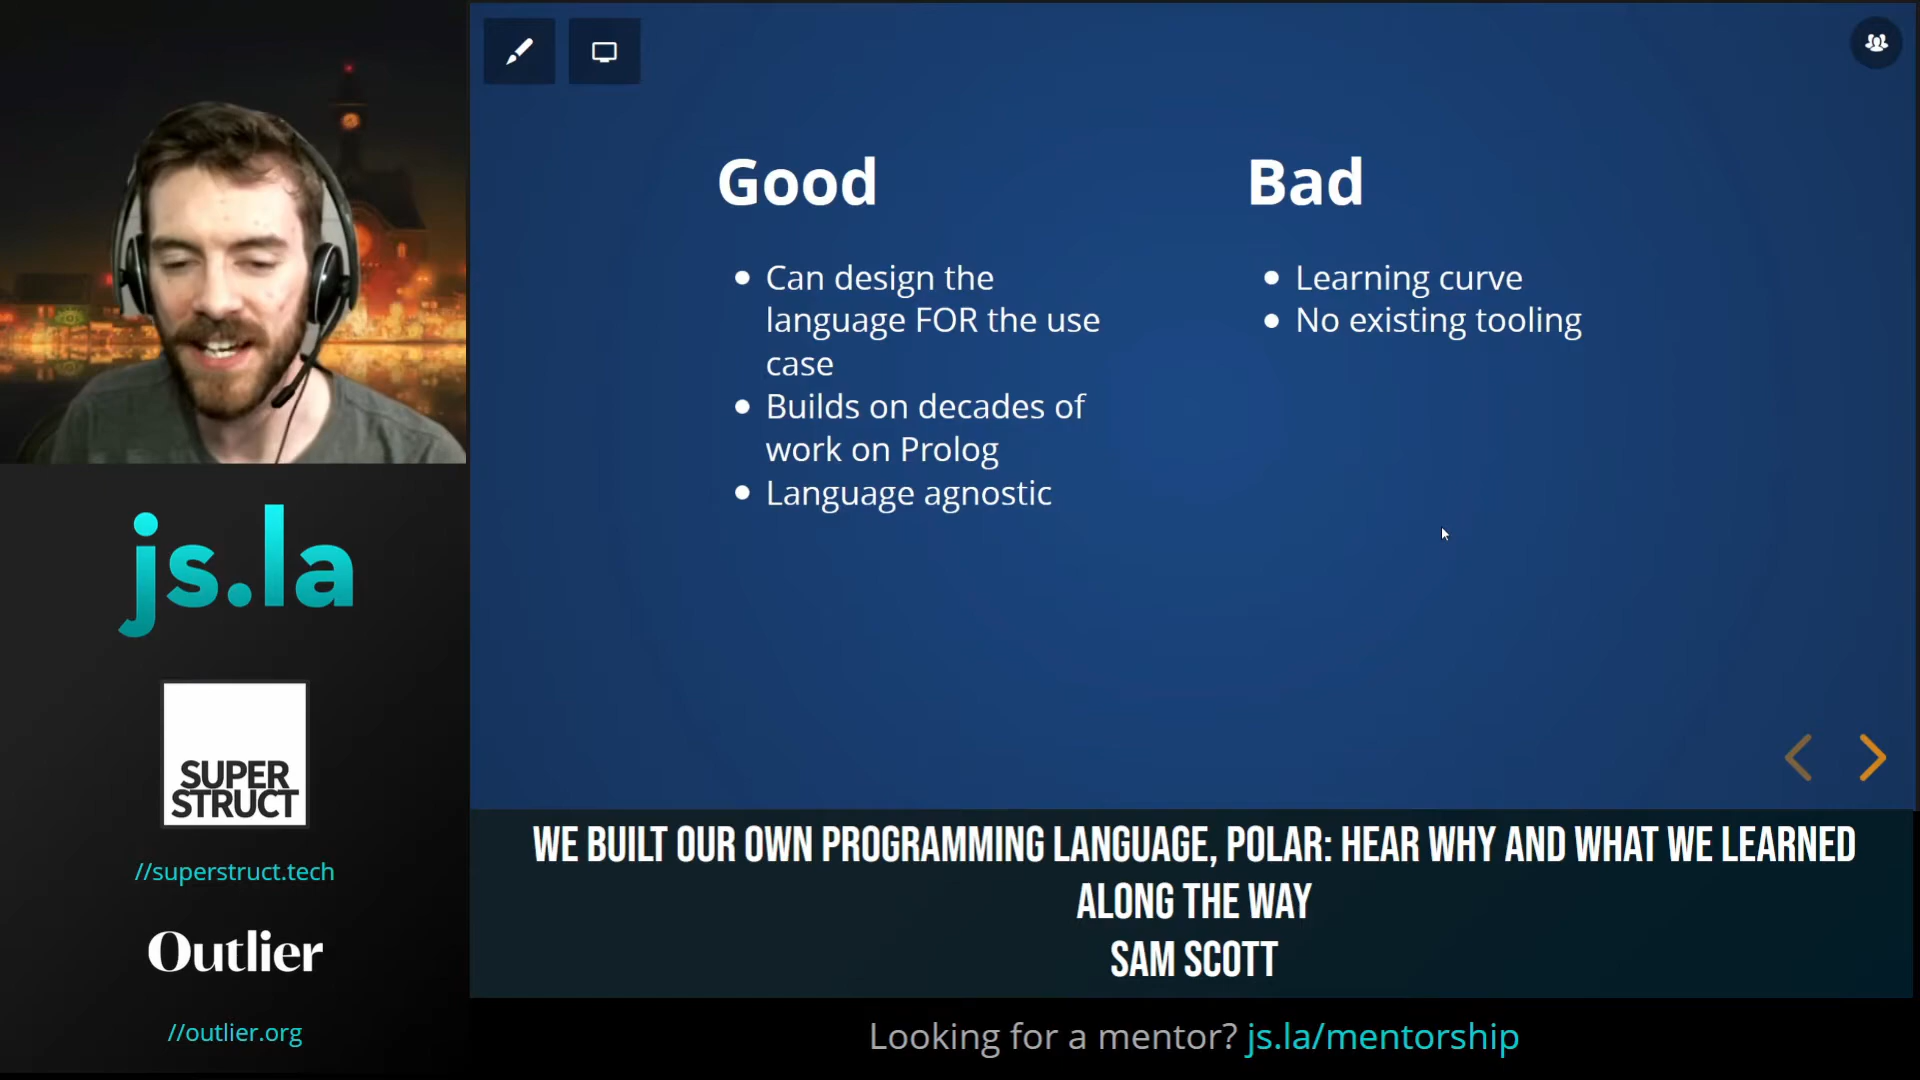 Good
Can design the
language FOR the use
case
Builds on decades of
work on Prolog
Language agnostic
Bad
Learning curve
No existing tooling
js.la
SUPER
STRUCT
//superstruct.tech
Outlier
//outlier.org
WE BUILT OUR OWN PROGRAMMING LANGUAGE, POLAR: HEAR WHY AND WHAT WE LEARNED
ALONG THE WAY
SAM SCOTT
Looking for a mentor? js.la/mentorship